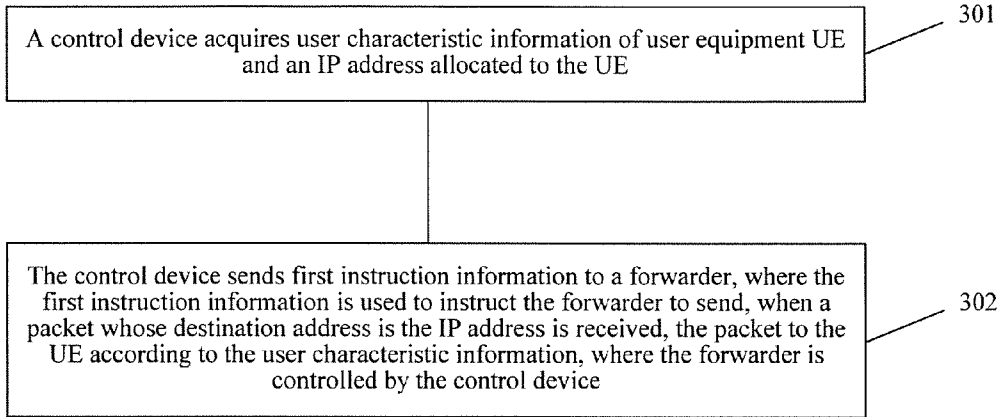 301
A control device acquires user characteristic information of user equipment UE
and an IP address allocated to the UE
The control device sends first instruction information to a forwarder, where the
first instruction information is used to instruct the forwarder to send, when a
packet whose destination address is the IP address is received, the packet to the
UE according to the user characteristic information, where the forwarder is
controlled by the control device
302